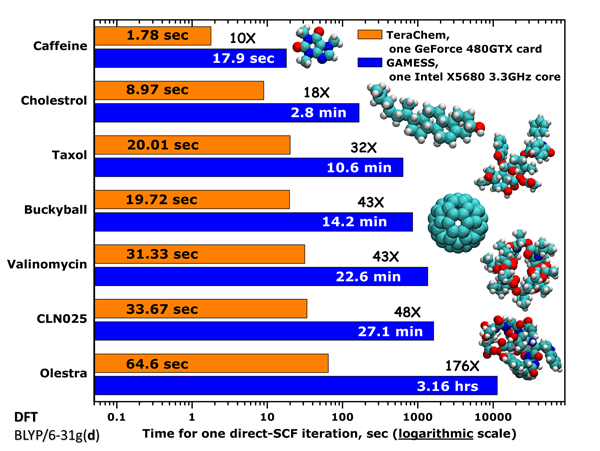 TeraChem,
one GeForce 480GTX card
GAMESS,
one Intel X5680 3.3GHz core
Caffeine
1.78 sec
10X
17.9 sec
Cholestrol
8.97 sec
18X
2.8 min
Taxol
20.01 sec
32X
10.6 min
Buckyball
19.72 sec
43X
14.2 min
Valinomycin
31.33 sec
43X
22.6 min
CLN025
33.67 sec
48X
27.1 min
Olestra
64.6 sec
176X
3.16 hrs
0.1 1 10 100 1000 10000
DFT
BLYP/6-31g(d)
Time for one direct-SCF iteration, sec (logarithmic scale)